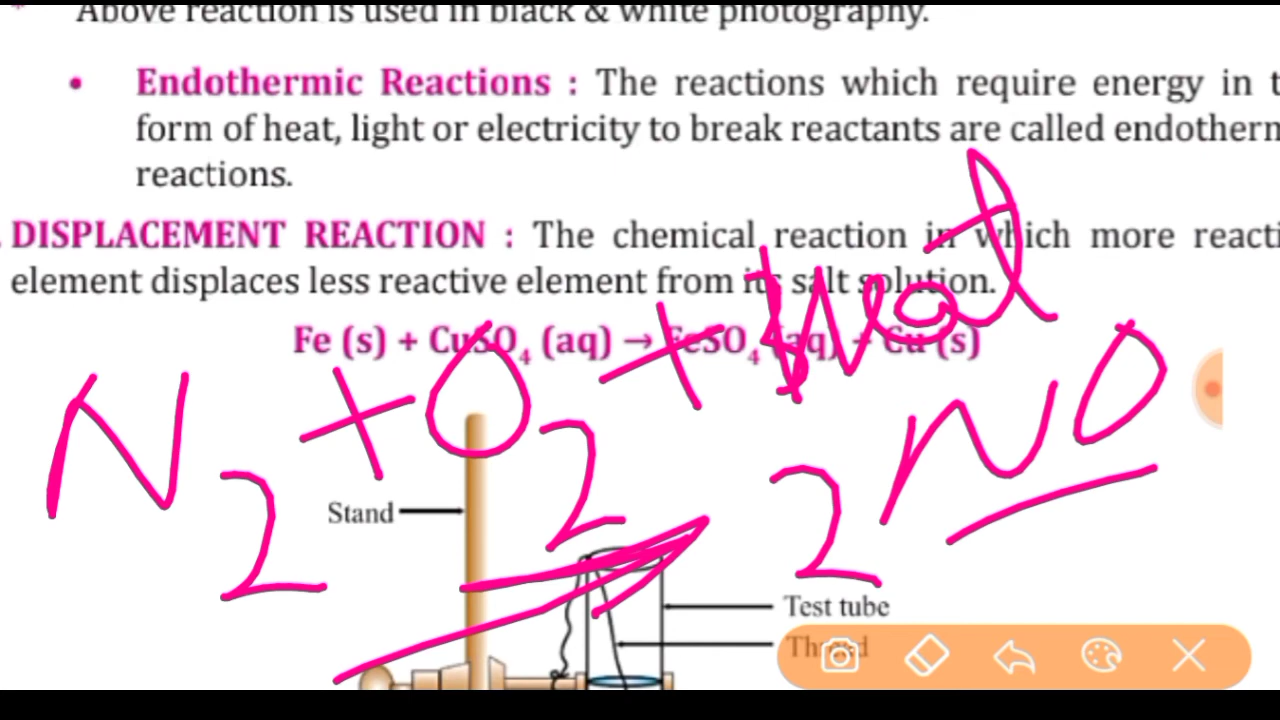 Above reaction is used in black & white photography.
• Endothermic Reactions : The reactions which require energy in t
form of heat, light or electricity to break reactants are called endotherm
reactions.
. DISPLACEMENT REACTION : The chemical reaction in which more reacti
element displaces less reactive element from its salt solution.
Fe (s) + CuSO₄ (aq) → FeSO₄ (aq) + Cu (s)
N₂ + O₂ + Heat → 2NO
Stand
Test tube
Thread